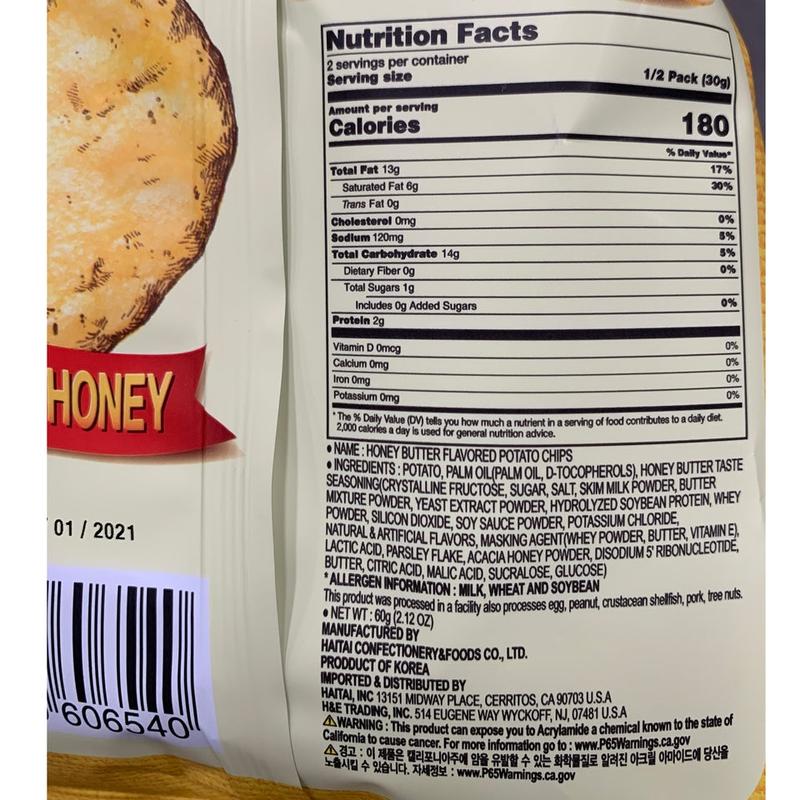 Nutrition Facts
2 servings per container
Serving size 1/2 Pack (30g)
Amount per serving
Calories 180
% Daily Value*
Total Fat 13g 17%
Saturated Fat 6g 30%
Trans Fat 0g
Cholesterol 0mg 0%
Sodium 120mg 5%
Total Carbohydrate 14g 5%
Dietary Fiber 0g 0%
Total Sugars 1g
Includes 0g Added Sugars 0%
Protein 2g
Vitamin D 0mcg 0%
Calcium 0mg 0%
Iron 0mg 0%
Potassium 0mg 0%
* The % Daily Value (DV) tells you how much a nutrient in a serving of food contributes to a daily diet.
2,000 calories a day is used for general nutrition advice.
HONEY
01 / 2021
606540
• NAME : HONEY BUTTER FLAVORED POTATO CHIPS
• INGREDIENTS : POTATO, PALM OIL(PALM OIL, D-TOCOPHEROLS), HONEY BUTTER TASTE
SEASONING(CRYSTALLINE FRUCTOSE, SUGAR, SALT, SKIM MILK POWDER, BUTTER
MIXTURE POWDER, YEAST EXTRACT POWDER, HYDROLYZED SOYBEAN PROTEIN, WHEY
POWDER, SILICON DIOXIDE, SOY SAUCE POWDER, POTASSIUM CHLORIDE,
NATURAL & ARTIFICIAL FLAVORS, MASKING AGENT(WHEY POWDER, BUTTER, VITAMIN E),
LACTIC ACID, PARSLEY FLAKE, ACACIA HONEY POWDER, DISODIUM 5' RIBONUCLEOTIDE,
BUTTER, CITRIC ACID, MALIC ACID, SUCRALOSE, GLUCOSE)
* ALLERGEN INFORMATION : MILK, WHEAT AND SOYBEAN
This product was processed in a facility also processes egg, peanut, crustacean shellfish, pork, tree nuts.
• NET WT : 60g (2.12 OZ)
MANUFACTURED BY
HAITAI CONFECTIONERY&FOODS CO., LTD.
PRODDUCT OF KOREA
IMPORTED & DISTRIBUTED BY
HAITAI, INC 13151 MIDWAY PLACE, CERRITOS, CA 90703 U.S.A
H&E TRADING, INC. 514 EUGENE WAY WYCKOFF, NJ, 07481 U.S.A
⚠WARNING : This product can expose you to Acrylamide a chemical known to the state of
California to cause cancer. For more information go to : www.P65Warnings.ca.gov
⚠경고 : 이 제품은 캘리포니아주에 암을 유발할 수 있는 화학물질로 알려진 아크릴 아마이드에 당신을
노출시킬 수 있습니다. 자세정보 : www.P65Warnings.ca.gov